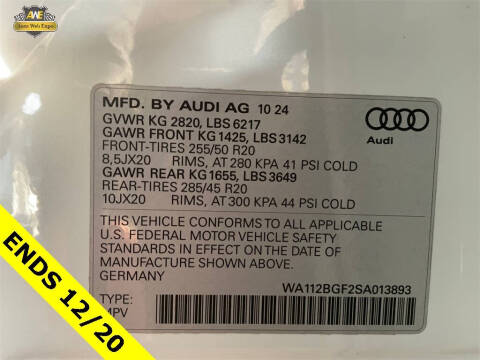 AWE
Auto Web Expo
MFD. BY AUDI AG 10 24
GVWR KG 2820, LBS 6217
GAWR FRONT KG 1425, LBS 3142
FRONT-TIRES 255/50 R20
8,5JX20 RIMS, AT 280 KPA 41 PSI COLD
GAWR REAR KG 1655, LBS 3649
REAR-TIRES 285/45 R20
10JX20 RIMS, AT 300 KPA 44 PSI COLD
THIS VEHICLE CONFORMS TO ALL APPLICABLE
U.S. FEDERAL MOTOR VEHICLE SAFETY
STANDARDS IN EFFECT ON THE DATE OF
MANUFACTURE SHOWN ABOVE.
GERMANY
WA112BGF2SA013893
TYPE:
MPV
Audi
ENDS 12/20